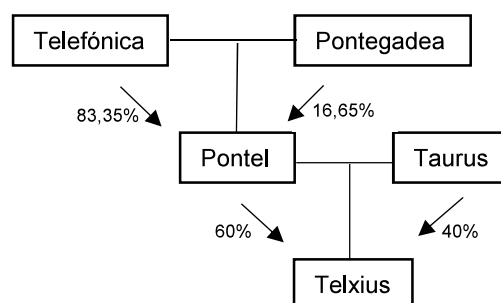 Telefónica
Pontegadea
83,35%
16,65%
Pontel
Taurus
60%
40%
Telxius